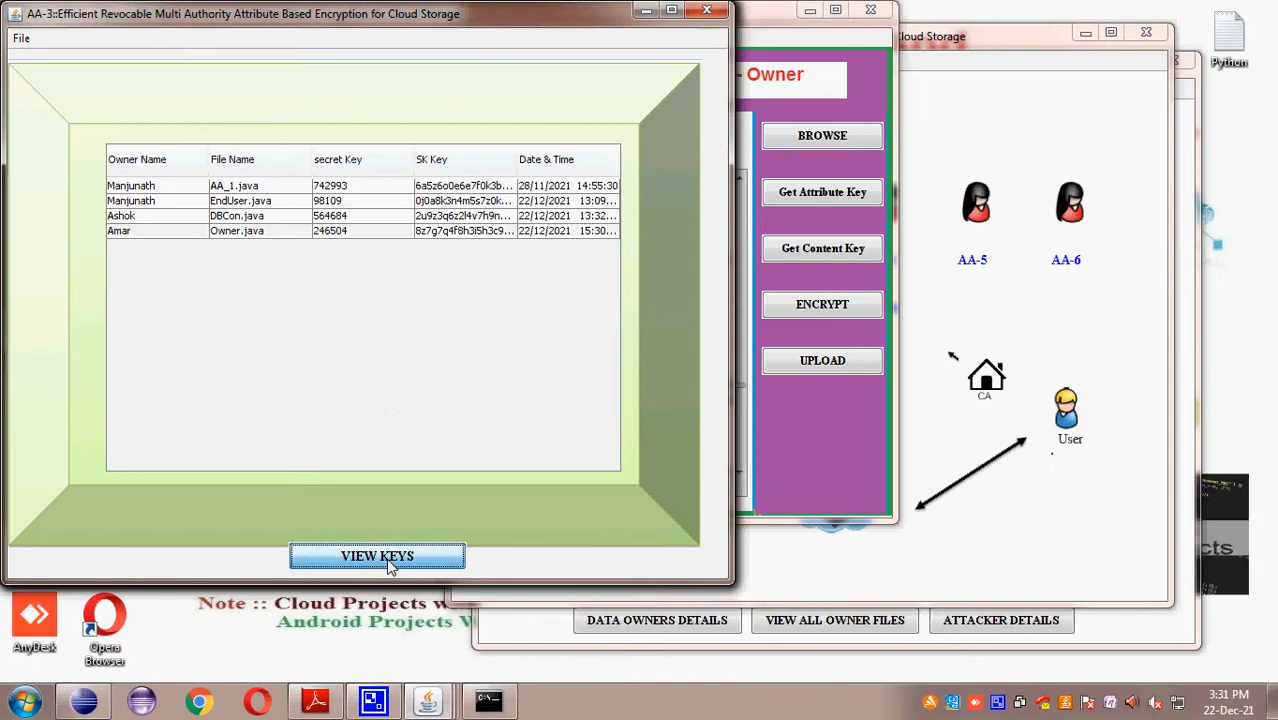 AA-3::Efficient Revocable Multi Authority Attribute Based Encryption for Cloud Storage
File
Owner Name File Name secret Key SK Key Date & Time
Manjunath AA_1.java 742993 6a5z6o0e6e7f0k3b... 28/11/2021 14:55:30
Manjunath EndUser.java 98109 0j0a8k3n4m5s7z0k... 22/12/2021 13:09...
Ashok DBCon.java 564684 2u9z3q6z2l4v7h9n... 22/12/2021 13:32...
Amar Owner.java 246504 8z7g7q4f8h3i5h3c9... 22/12/2021 15:30...
VIEW KEYS
- Owner
BROWSE
Get Attribute Key
Get Content Key
ENCRYPT
UPLOAD
Cloud Storage
AA-5 AA-6
CA
User
Python
DATA OWNERS DETAILS VIEW ALL OWNER FILES ATTACKER DETAILS
Note :: Cloud Projects w
Android Projects
AnyDesk
Opera
Browser
3:31 PM
22-Dec-21